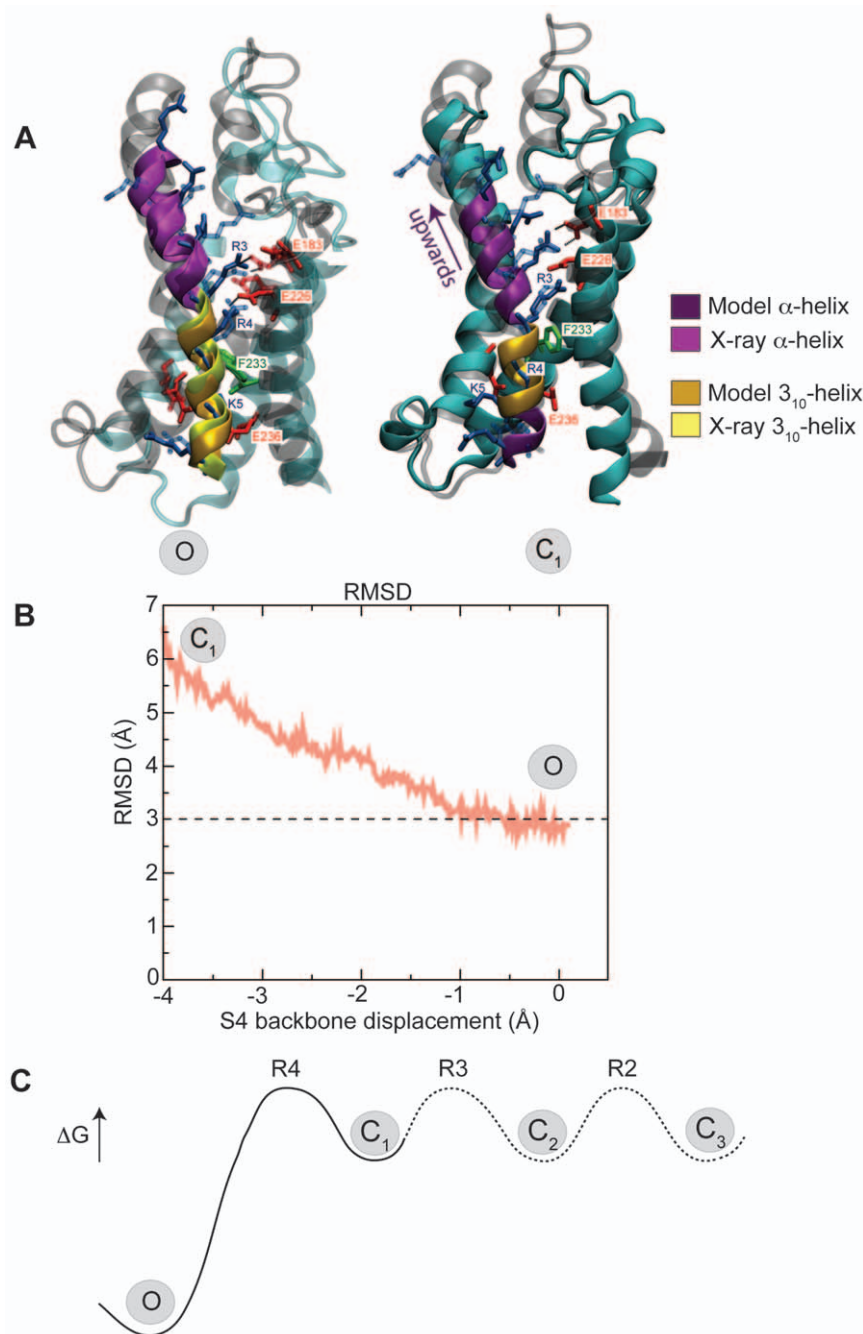 A
R3
E183
E226
R4
F233
K5
E236
O
upwards
E183
E226
R3
F233
R4
K5
E236
C1
Model α-helix
X-ray α-helix
Model 3₁₀-helix
X-ray 3₁₀-helix
B
RMSD
7
6
5
4
3
2
1
0
RMSD (Å)
C₁
O
-4 -3 -2 -1 0
S4 backbone displacement (Å)
C
R4 R3 R2
ΔG
C₁ C₂ C₃
O